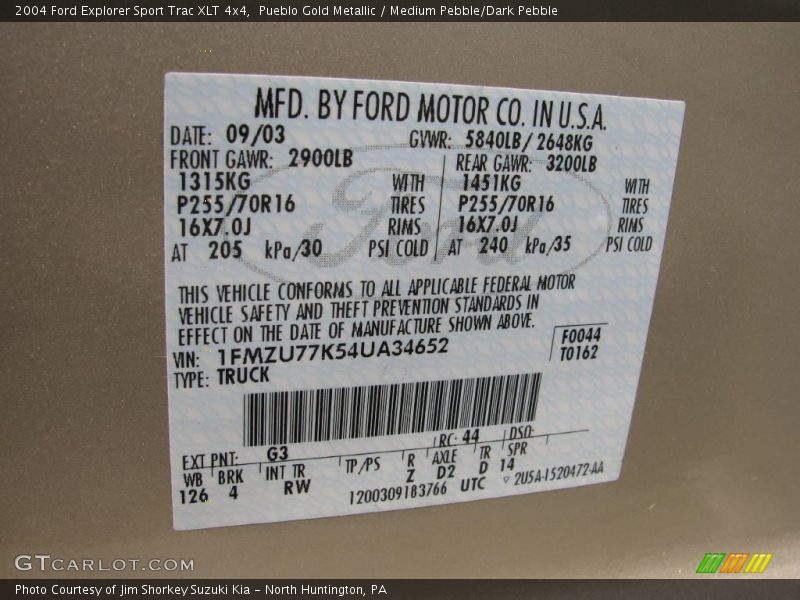 2004 Ford Explorer Sport Trac XLT 4x4,  Pueblo Gold Metallic / Medium Pebble/Dark Pebble
MFD. BY FORD MOTOR CO. IN U.S.A.
DATE: 09/03 GVWR: 5840LB/ 2648KG
FRONT GAWR: 2900LB REAR GAWR: 3200LB
1315KG WITH 1451KG WITH
P255/70R16 TIRES P255/70R16 TIRES
16X7.0J RIMS 16X7.0J RIMS
AT 205 kPa/30 PSI COLD AT 240 kPa/35 PSI COLD
Ford
THIS VEHICLE CONFORMS TO ALL APPLICABLE FEDERAL MOTOR
VEHICLE SAFETY AND THEFT PREVENTION STANDARDS IN
EFFECT ON THE DATE OF MANUFACTURE SHOWN ABOVE.
F0044
VIN: 1FMZU77K54UA34652 T0162
TYPE: TRUCK
EXT PNT: G3 RC: 44 DSO:
WB BRK INT TR TP/PS R AXLE TR SPR
126 4 RW Z D2 D 14
1200309183766 UTC ▽ 2U5A-1520472-AA
GTCARLOT.COM
Photo Courtesy of Jim Shorkey Suzuki Kia – North Huntington, PA